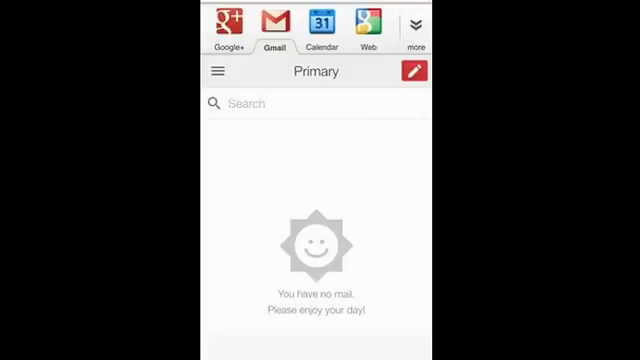 g+ 31 g
Google+ Gmail Calendar Web more
Primary
Search
You have no mail.
Please enjoy your day!